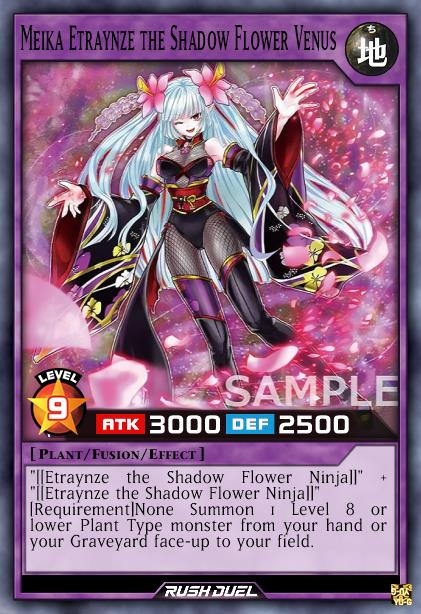 MEIKA ETRAYNZE THE SHADOW FLOWER VENUS
ち
地
SAMPLE
LEVEL
9
ATK 3000 DEF 2500
[PLANT/FUSION/EFFECT]
"[[Etraynze the Shadow Flower Ninja]]" +
"[[Etraynze the Shadow Flower Ninja]]"
[Requirement]None Summon 1 Level 8 or
lower Plant Type monster from your hand or
your Graveyard face-up to your field.
RUSH DUEL